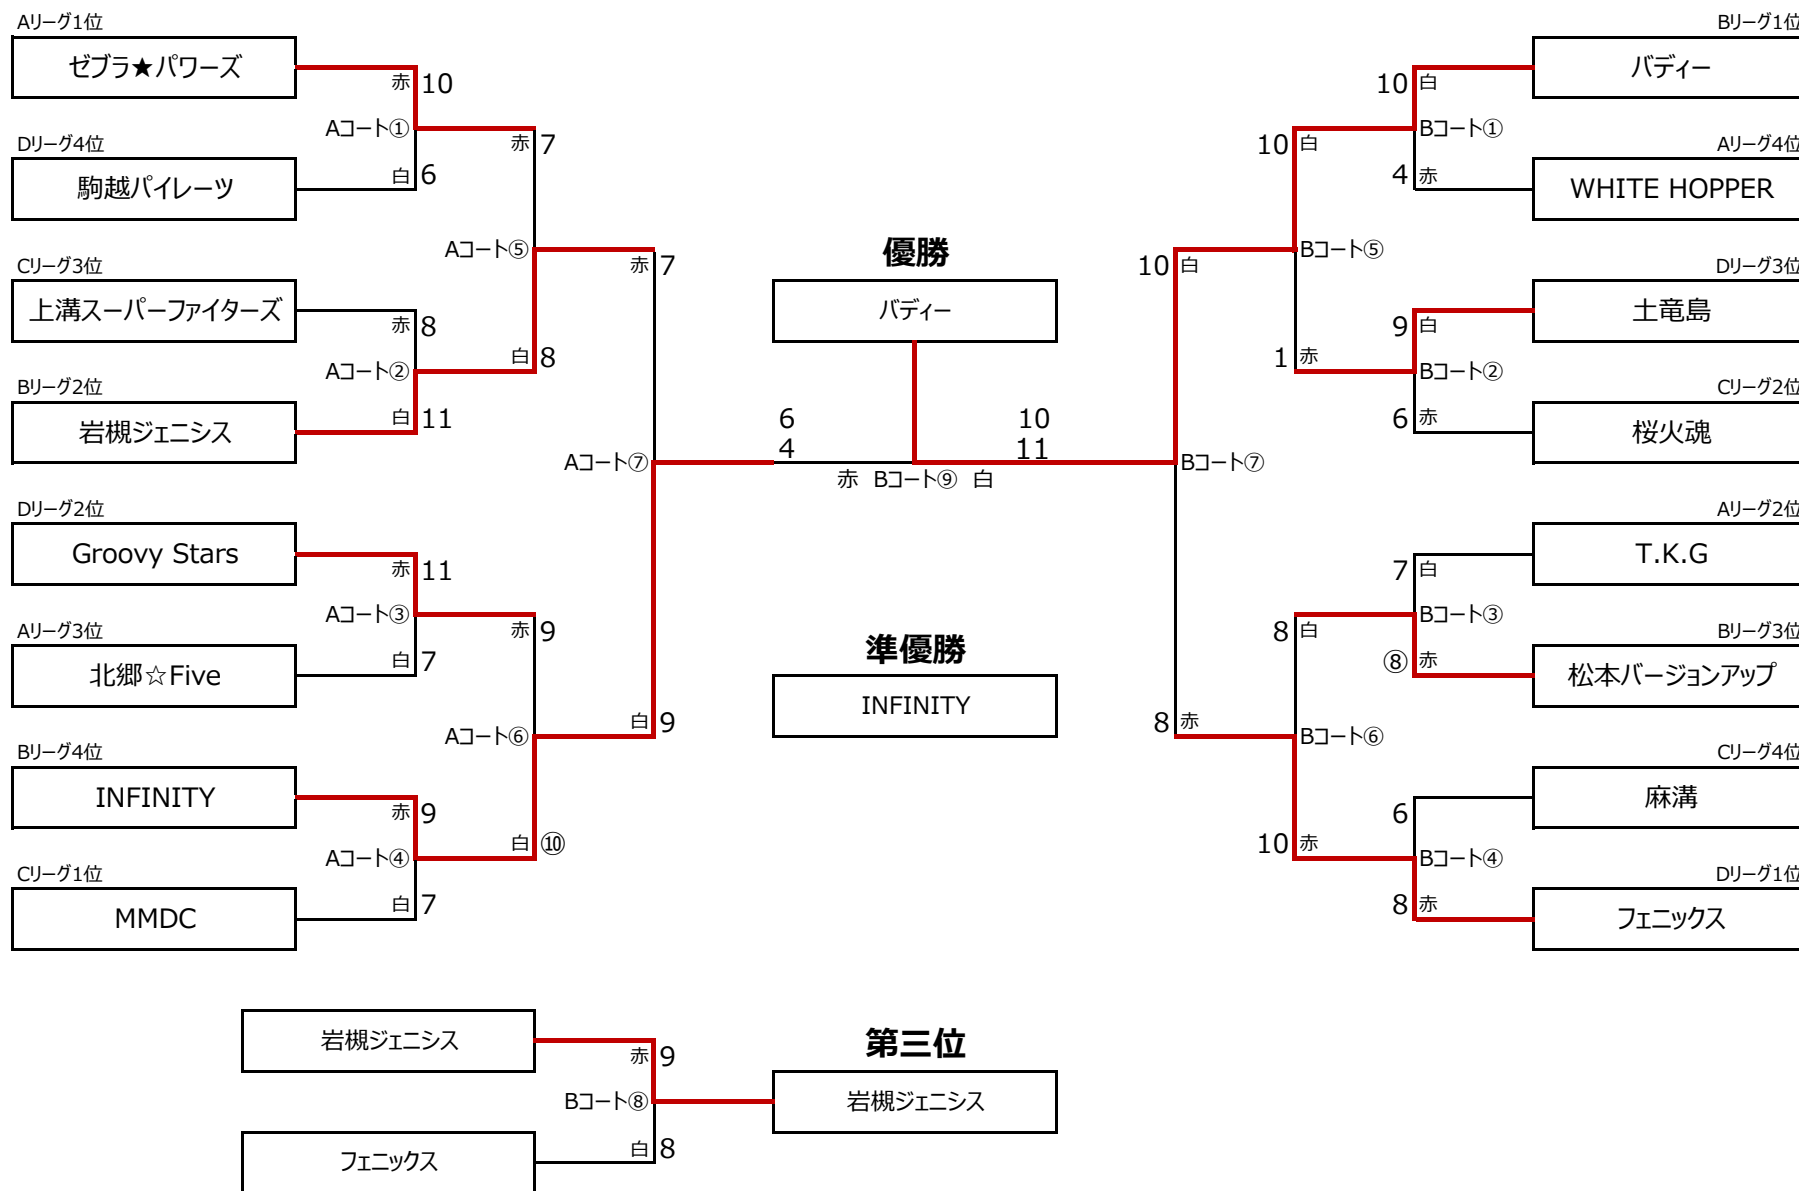 Aリーグ1位
ゼブラ★パワーズ
赤 10
Aコート①
Dリーグ4位
駒越パイレーツ
白 6
赤 7
Cリーグ3位
上溝スーパーファイターズ
赤 8
Aコート②
Bリーグ2位
岩槻ジェニシス
白 11
Aコート⑤
白 8
赤 7
Dリーグ2位
Groovy Stars
赤 11
Aコート③
Aリーグ3位
北郷☆Five
白 7
赤 9
Bリーグ4位
INFINITY
赤 9
Aコート④
Cリーグ1位
MMDC
白 7
Aコート⑥
白 ⑩
Aコート⑦
白 9
優勝
バディー
6 10
4 11
赤 Bコート⑨ 白
準優勝
INFINITY
Bリーグ1位
バディー
10 白
Bコート①
Aリーグ4位
WHITE HOPPER
4 赤
10 白
Dリーグ3位
土竜島
9 白
Bコート②
Cリーグ2位
桜火魂
6 赤
Bコート⑤
1 赤
10 白
Aリーグ2位
T.K.G
7 白
Bコート③
Bリーグ3位
松本バージョンアップ
⑧ 赤
8 白
Cリーグ4位
麻溝
6
Bコート④
Dリーグ1位
フェニックス
8 赤
Bコート⑥
10 赤
Bコート⑦
8 赤
岩槻ジェニシス
赤 9
Bコート⑧
フェニックス
白 8
第三位
岩槻ジェニシス